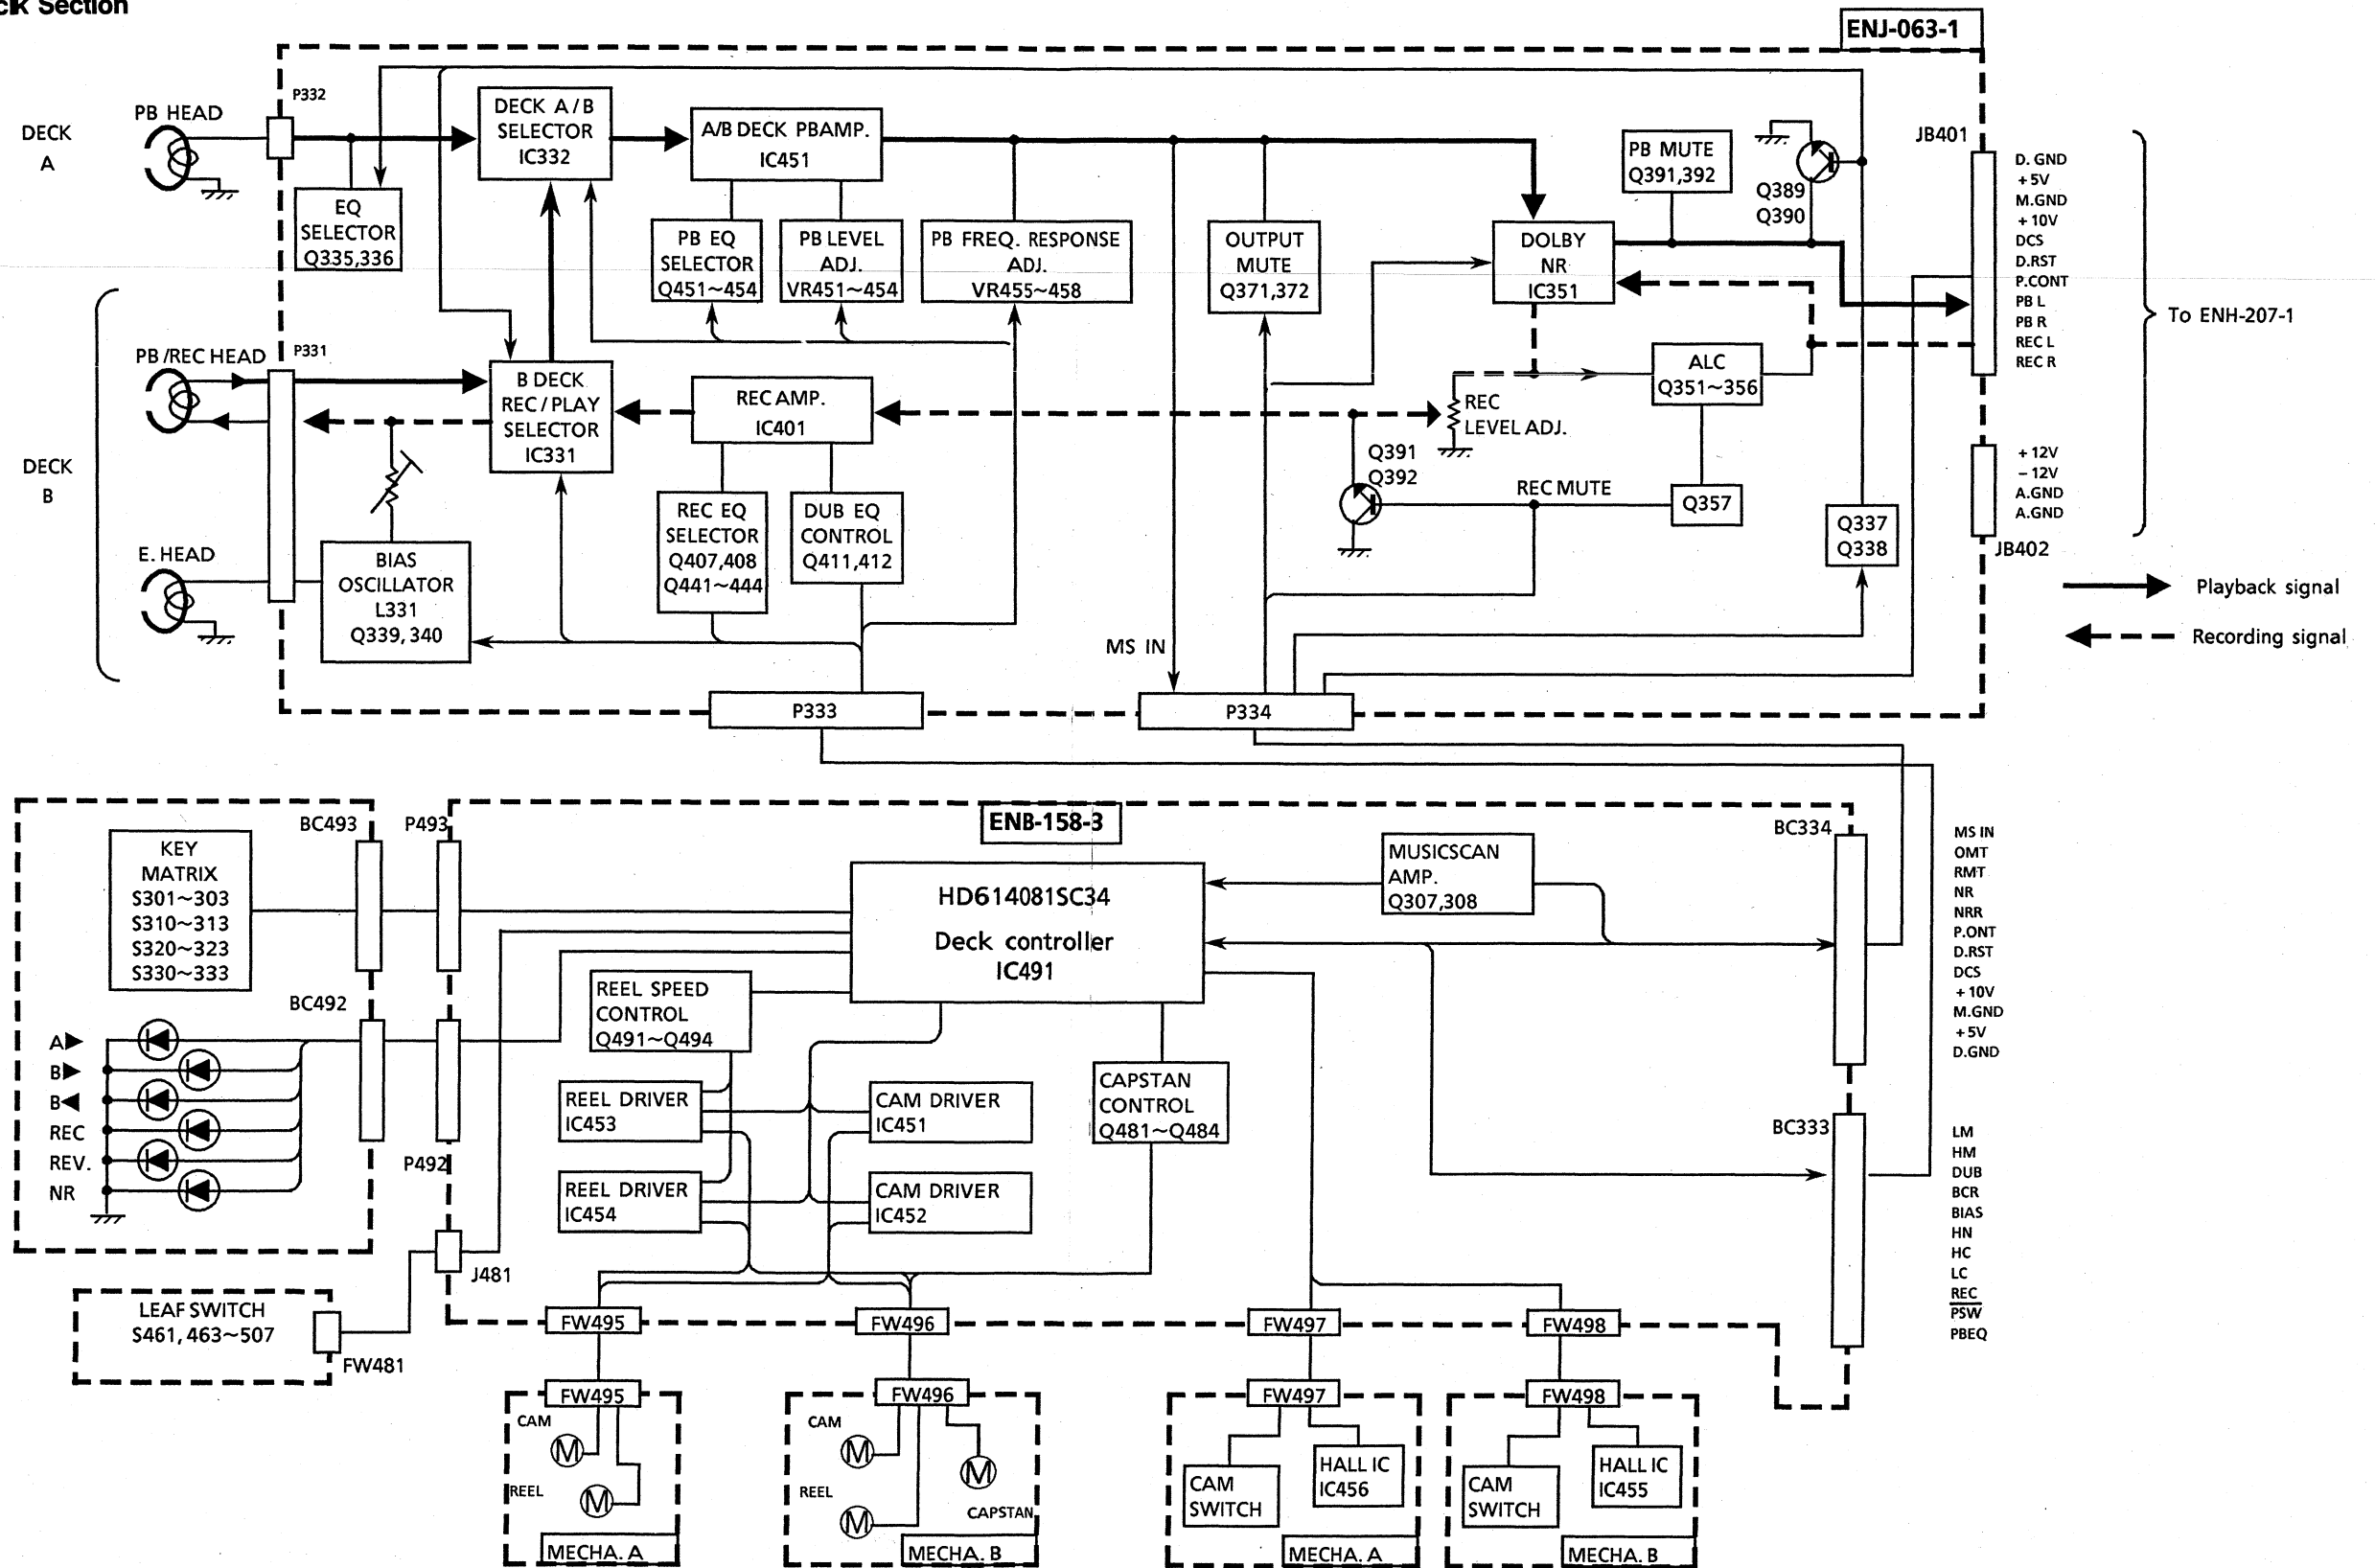 ck Section
ENJ-063-1
DECK
A
PB HEAD
P332
DECK A/B
SELECTOR
IC332
A/B DECK PBAMP.
IC451
PB MUTE
Q391,392
Q389
Q390
JB401
D. GND
+5V
M.GND
+10V
DCS
D.RST
P.CONT
PB L
PB R
REC L
REC R
To ENH-207-1
EQ
SELECTOR
Q335,336
PB EQ
SELECTOR
Q451~454
PB LEVEL
ADJ.
VR451~454
PB FREQ. RESPONSE
ADJ.
VR455~458
OUTPUT
MUTE
Q371,372
DOLBY
NR
IC351
DECK
B
PB/REC HEAD
P331
B DECK
REC/PLAY
SELECTOR
IC331
REC AMP.
IC401
REC
LEVEL ADJ.
ALC
Q351~356
Q391
Q392
REC MUTE
Q357
Q337
Q338
+12V
-12V
A.GND
A.GND
JB402
E. HEAD
BIAS
OSCILLATOR
L331
Q339,340
REC EQ
SELECTOR
Q407,408
Q441~444
DUB EQ
CONTROL
Q411,412
MS IN
Playback signal
Recording signal
P333
P334
ENB-158-3
BC493
P493
KEY
MATRIX
S301~303
S310~313
S320~323
S330~333
BC492
P492
A▶
B▶
B◀
REC
REV.
NR
HD614081SC34
Deck controller
IC491
MUSICSCAN
AMP.
Q307,308
BC334
MS IN
OMT
RMT
NR
NRR
P.ONT
D.RST
DCS
+10V
M.GND
+5V
D.GND
REEL SPEED
CONTROL
Q491~Q494
REEL DRIVER
IC453
CAM DRIVER
IC451
CAPSTAN
CONTROL
Q481~Q484
REEL DRIVER
IC454
CAM DRIVER
IC452
BC333
LM
HM
DUB
BCR
BIAS
HN
HC
LC
REC
PSW
PBEQ
J481
LEAF SWITCH
S461, 463~507
FW481
FW495
FW496
FW497
FW498
FW495
FW496
FW497
FW498
CAM
M
REEL
M
MECHA. A
CAM
M
REEL
M
M
CAPSTAN
MECHA. B
CAM
SWITCH
HALL IC
IC456
MECHA. A
CAM
SWITCH
HALL IC
IC455
MECHA. B